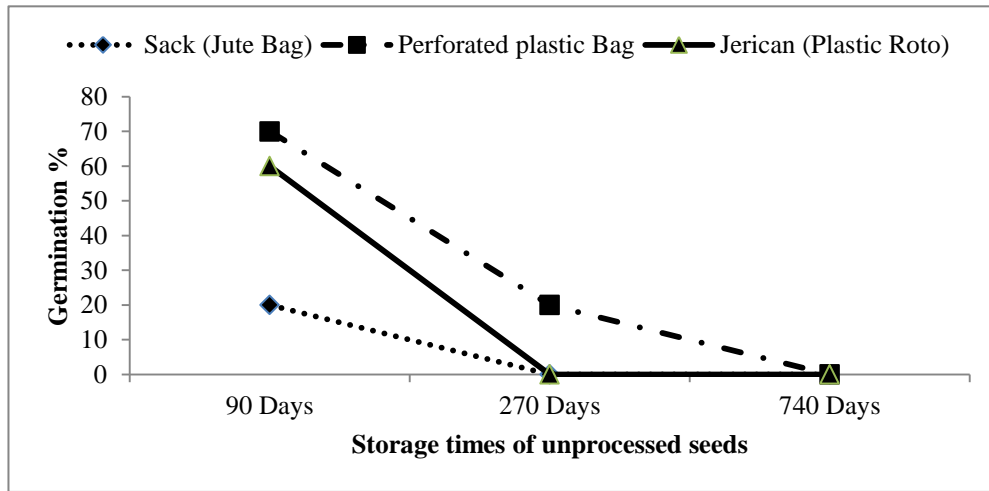 Sack (Jute Bag) Perforated plastic Bag Jerican (Plastic Roto)
80
70
60
50
40
30
20
10
0
Germination %
90 Days 270 Days 740 Days
Storage times of unprocessed seeds